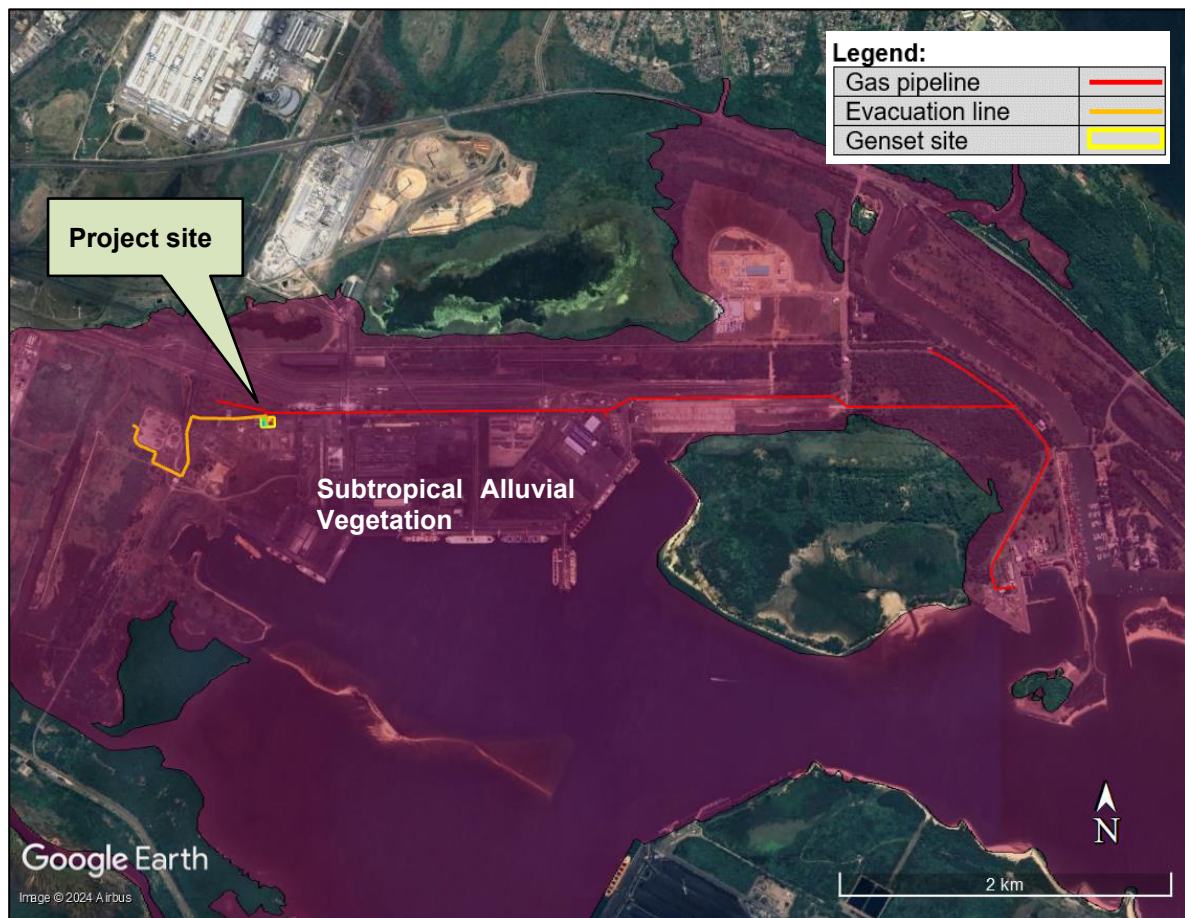 Legend:
Gas pipeline
Evacuation line
Genset site
Project site
Subtropical Alluvial
Vegetation
N
Google Earth
Image © 2024 Airbus
2 km